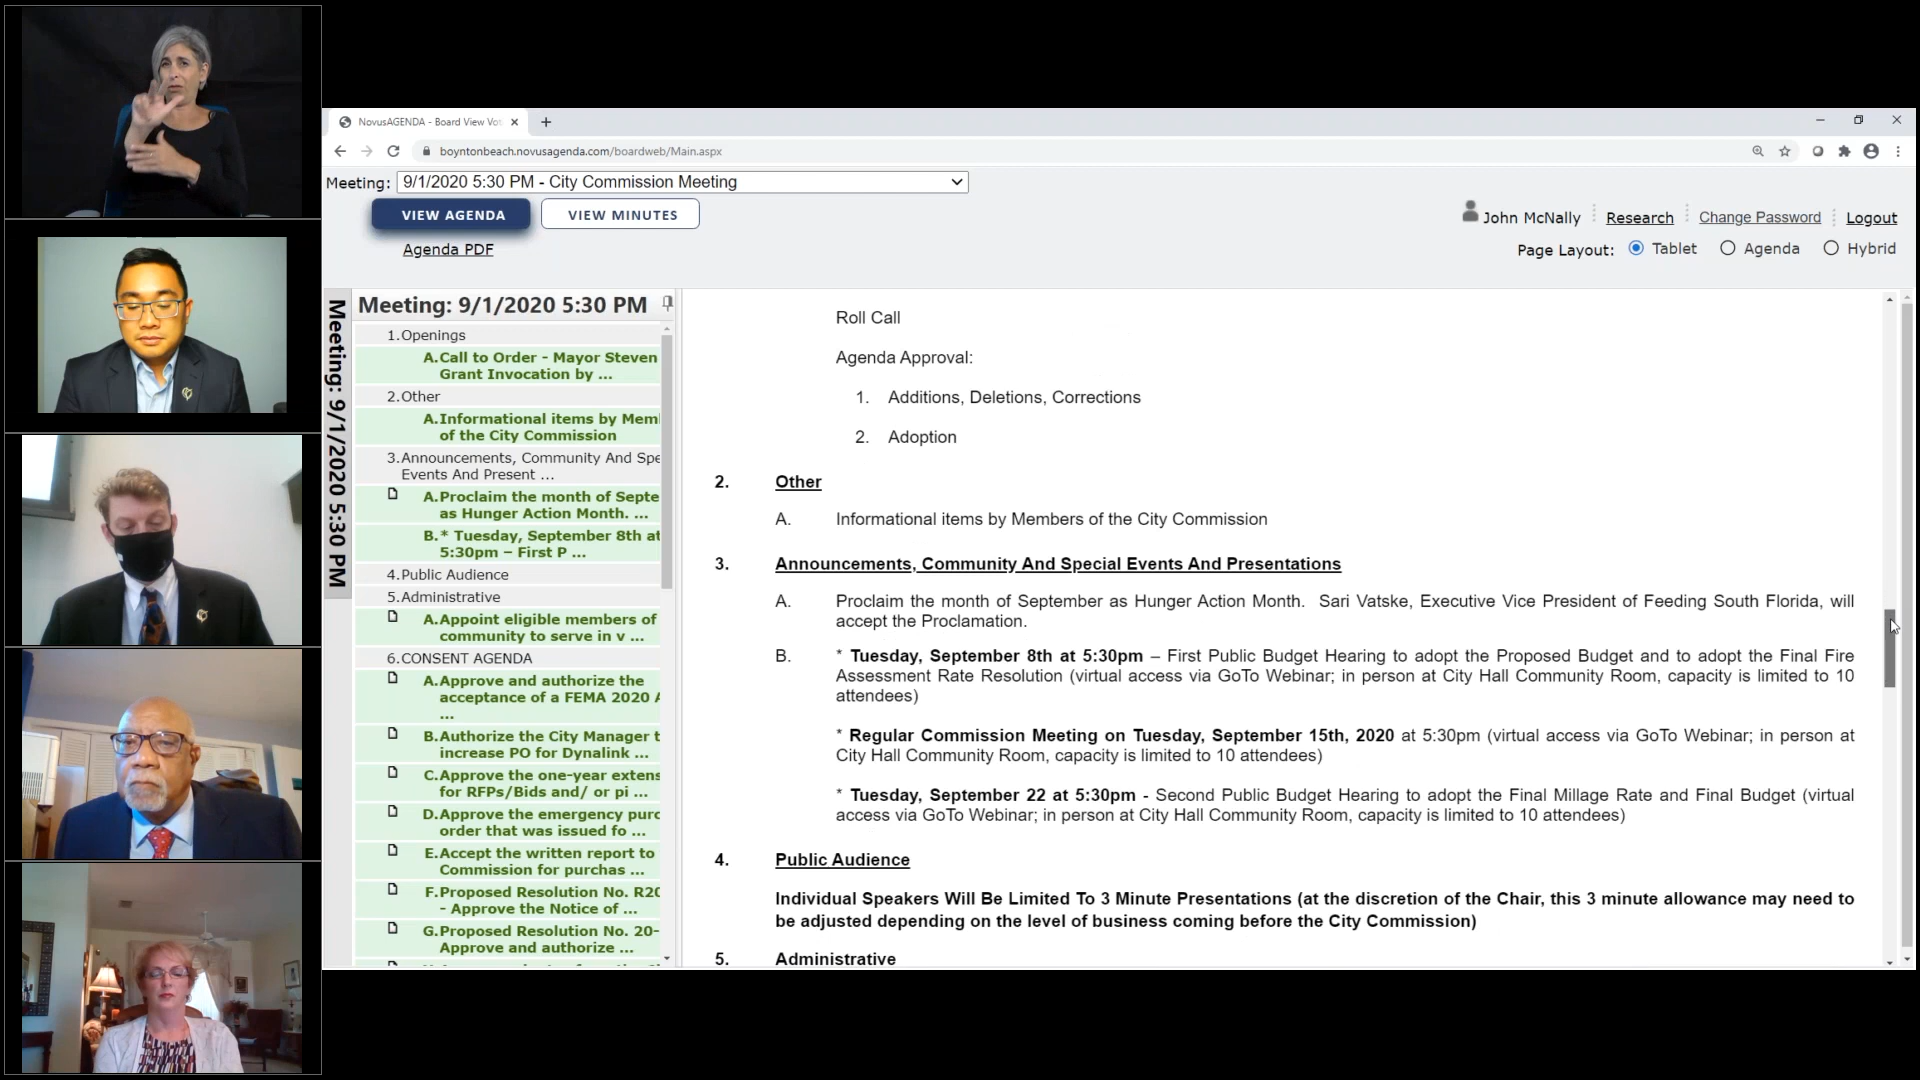 NovusAGENDA - Board View Vot
boyntonbeach.novusagenda.com/boardweb/Main.aspx
Meeting: 9/1/2020 5:30 PM - City Commission Meeting
VIEW AGENDA VIEW MINUTES
Agenda PDF
John McNally Research Change Password Logout
Page Layout: Tablet Agenda Hybrid
Meeting: 9/1/2020 5:30 PM
Meeting: 9/1/2020 5:30 PM
1.Openings
A.Call to Order - Mayor Steven
Grant Invocation by ...
2.Other
A.Informational items by Mem
of the City Commission
3.Announcements, Community And Spe
Events And Present ...
A.Proclaim the month of Septe
as Hunger Action Month. ...
B.* Tuesday, September 8th at
5:30pm – First P ...
4.Public Audience
5.Administrative
A.Appoint eligible members of
community to serve in v ...
6.CONSENT AGENDA
A.Approve and authorize the
acceptance of a FEMA 2020 A
...
B.Authorize the City Manager t
increase PO for Dynalink ...
C.Approve the one-year extens
for RFPs/Bids and/ or pi ...
D.Approve the emergency purc
order that was issued fo ...
E.Accept the written report to
Commission for purchas ...
F.Proposed Resolution No. R20
- Approve the Notice of ...
G.Proposed Resolution No. 20-
Approve and authorize ...
Roll Call
Agenda Approval:
1. Additions, Deletions, Corrections
2. Adoption
2. Other
A. Informational items by Members of the City Commission
3. Announcements, Community And Special Events And Presentations
A. Proclaim the month of September as Hunger Action Month. Sari Vatske, Executive Vice President of Feeding South Florida, will
accept the Proclamation.
B. * Tuesday, September 8th at 5:30pm – First Public Budget Hearing to adopt the Proposed Budget and to adopt the Final Fire
Assessment Rate Resolution (virtual access via GoTo Webinar; in person at City Hall Community Room, capacity is limited to 10
attendees)
* Regular Commission Meeting on Tuesday, September 15th, 2020 at 5:30pm (virtual access via GoTo Webinar; in person at
City Hall Community Room, capacity is limited to 10 attendees)
* Tuesday, September 22 at 5:30pm - Second Public Budget Hearing to adopt the Final Millage Rate and Final Budget (virtual
access via GoTo Webinar; in person at City Hall Community Room, capacity is limited to 10 attendees)
4. Public Audience
Individual Speakers Will Be Limited To 3 Minute Presentations (at the discretion of the Chair, this 3 minute allowance may need to
be adjusted depending on the level of business coming before the City Commission)
5. Administrative